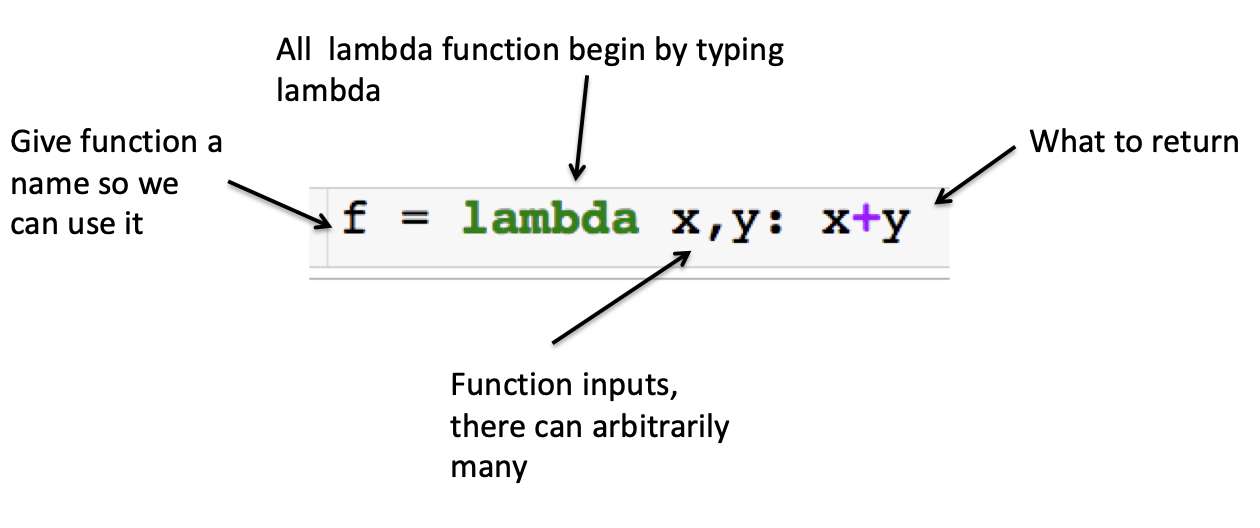 All  lambda function begin by typing
lambda
Give function a
name so we
can use it
What to return
f = lambda x,y: x+y
Function inputs,
there can arbitrarily
many